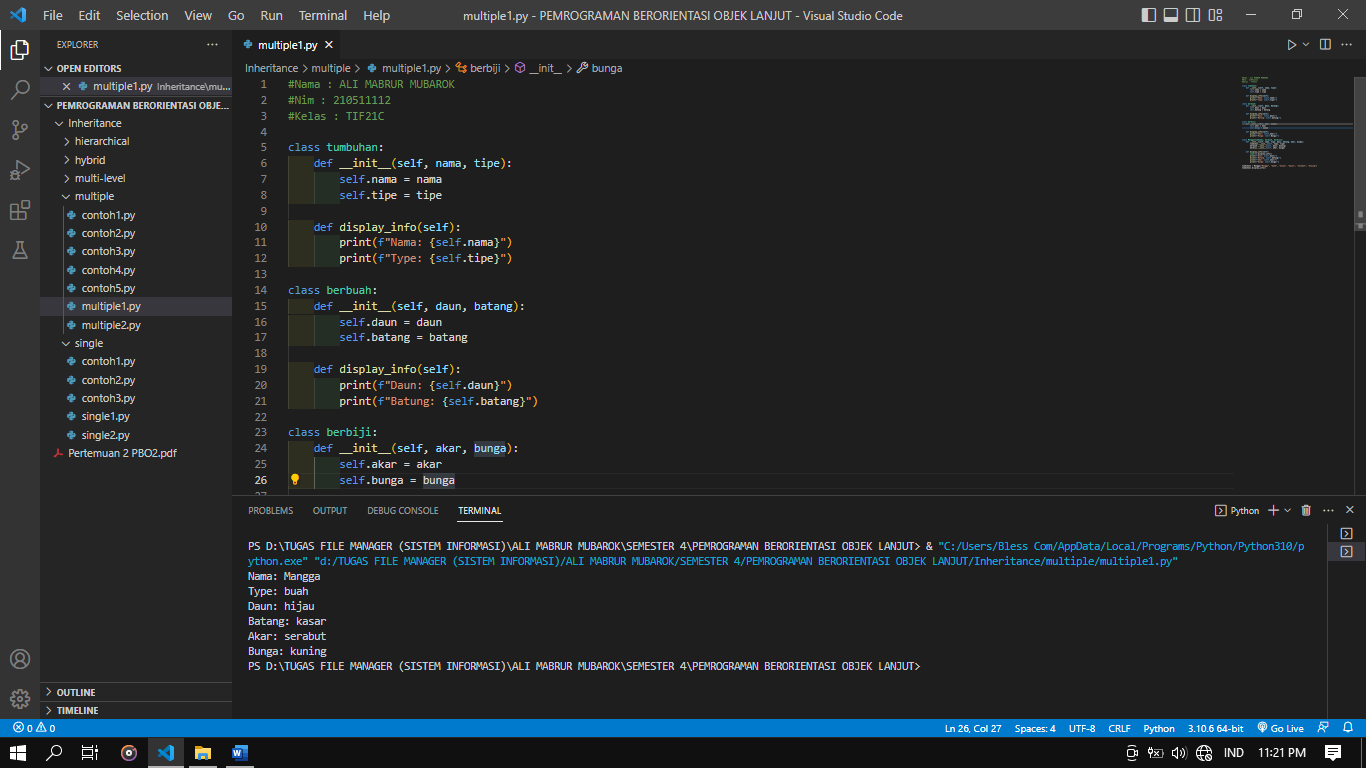 File Edit Selection View Go Run Terminal Help multiple1.py - PEMROGRAMAN BERORIENTASI OBJEK LANJUT - Visual Studio Code
EXPLORER
OPEN EDITORS
multiple1.py Inheritance\mu...
PEMROGRAMAN BERORIENTASI OBJE...
Inheritance
hierarchical
hybrid
multi-level
multiple
contoh1.py
contoh2.py
contoh3.py
contoh4.py
contoh5.py
multiple1.py
multiple2.py
single
contoh1.py
contoh2.py
contoh3.py
single1.py
single2.py
Pertemuan 2 PBO2.pdf
OUTLINE
TIMELINE
multiple1.py
Inheritance > multiple > multiple1.py > berbiji > __init__ > bunga
1 #Nama : ALI MABRUR MUBAROK
2 #Nim : 210511112
3 #Kelas : TIF21C
4
5 class tumbuhan:
6 def __init__(self, nama, tipe):
7 self.nama = nama
8 self.tipe = tipe
9
10 def display_info(self):
11 print(f"Nama: {self.nama}")
12 print(f"Type: {self.tipe}")
13
14 class berbuah:
15 def __init__(self, daun, batang):
16 self.daun = daun
17 self.batang = batang
18
19 def display_info(self):
20 print(f"Daun: {self.daun}")
21 print(f"Batung: {self.batang}")
22
23 class berbiji:
24 def __init__(self, akar, bunga):
25 self.akar = akar
26 self.bunga = bunga
27
PROBLEMS OUTPUT DEBUG CONSOLE TERMINAL Python
PS D:\TUGAS FILE MANAGER (SISTEM INFORMASI)\ALI MABRUR MUBAROK\SEMESTER 4\PEMROGRAMAN BERORIENTASI OBJEK LANJUT> & "C:/Users/Bless Com/AppData/Local/Programs/Python/Python310/p
ython.exe" "d:/TUGAS FILE MANAGER (SISTEM INFORMASI)/ALI MABRUR MUBAROK/SEMESTER 4/PEMROGRAMAN BERORIENTASI OBJEK LANJUT/Inheritance/multiple/multiple1.py"
Nama: Mangga
Type: buah
Daun: hijau
Batang: kasar
Akar: serabut
Bunga: kuning
PS D:\TUGAS FILE MANAGER (SISTEM INFORMASI)\ALI MABRUR MUBAROK\SEMESTER 4\PEMROGRAMAN BERORIENTASI OBJEK LANJUT>
0 0 Ln 26, Col 27 Spaces: 4 UTF-8 CRLF Python 3.10.6 64-bit Go Live
IND 11:21 PM